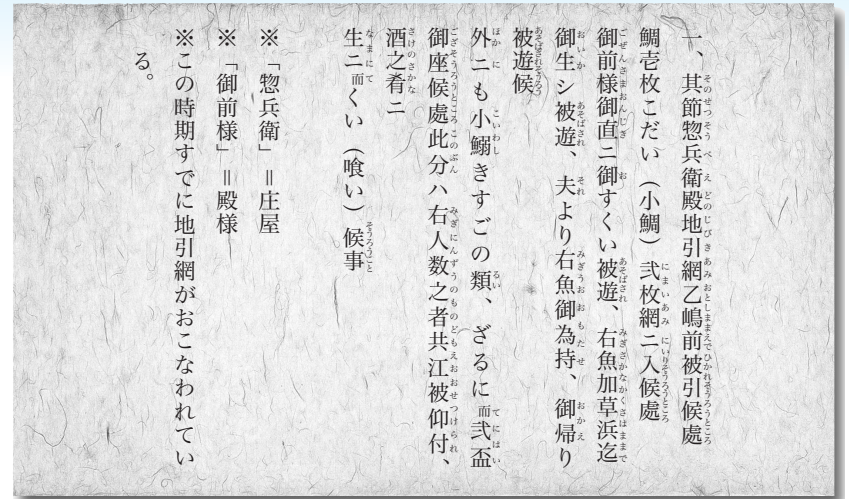 一、其節惣兵衛殿地引網乙嶋前被引候處
鯛壱枚こだい（小鯛）弐枚網ニ入候處
御前様御直ニ御すくい被遊、右魚加草浜迄
御生シ被遊、夫より右魚御為持、御帰り
被遊候
外ニも小鰯きすごの類、ざるに而弐盃
御座候處此分ハ右人数之者共江被仰付、
酒之肴ニ
生ニ而くい（喰い）候事
※「惣兵衛」＝庄屋
※「御前様」＝殿様
※この時期すでに地引網がおこなわれてい
る。